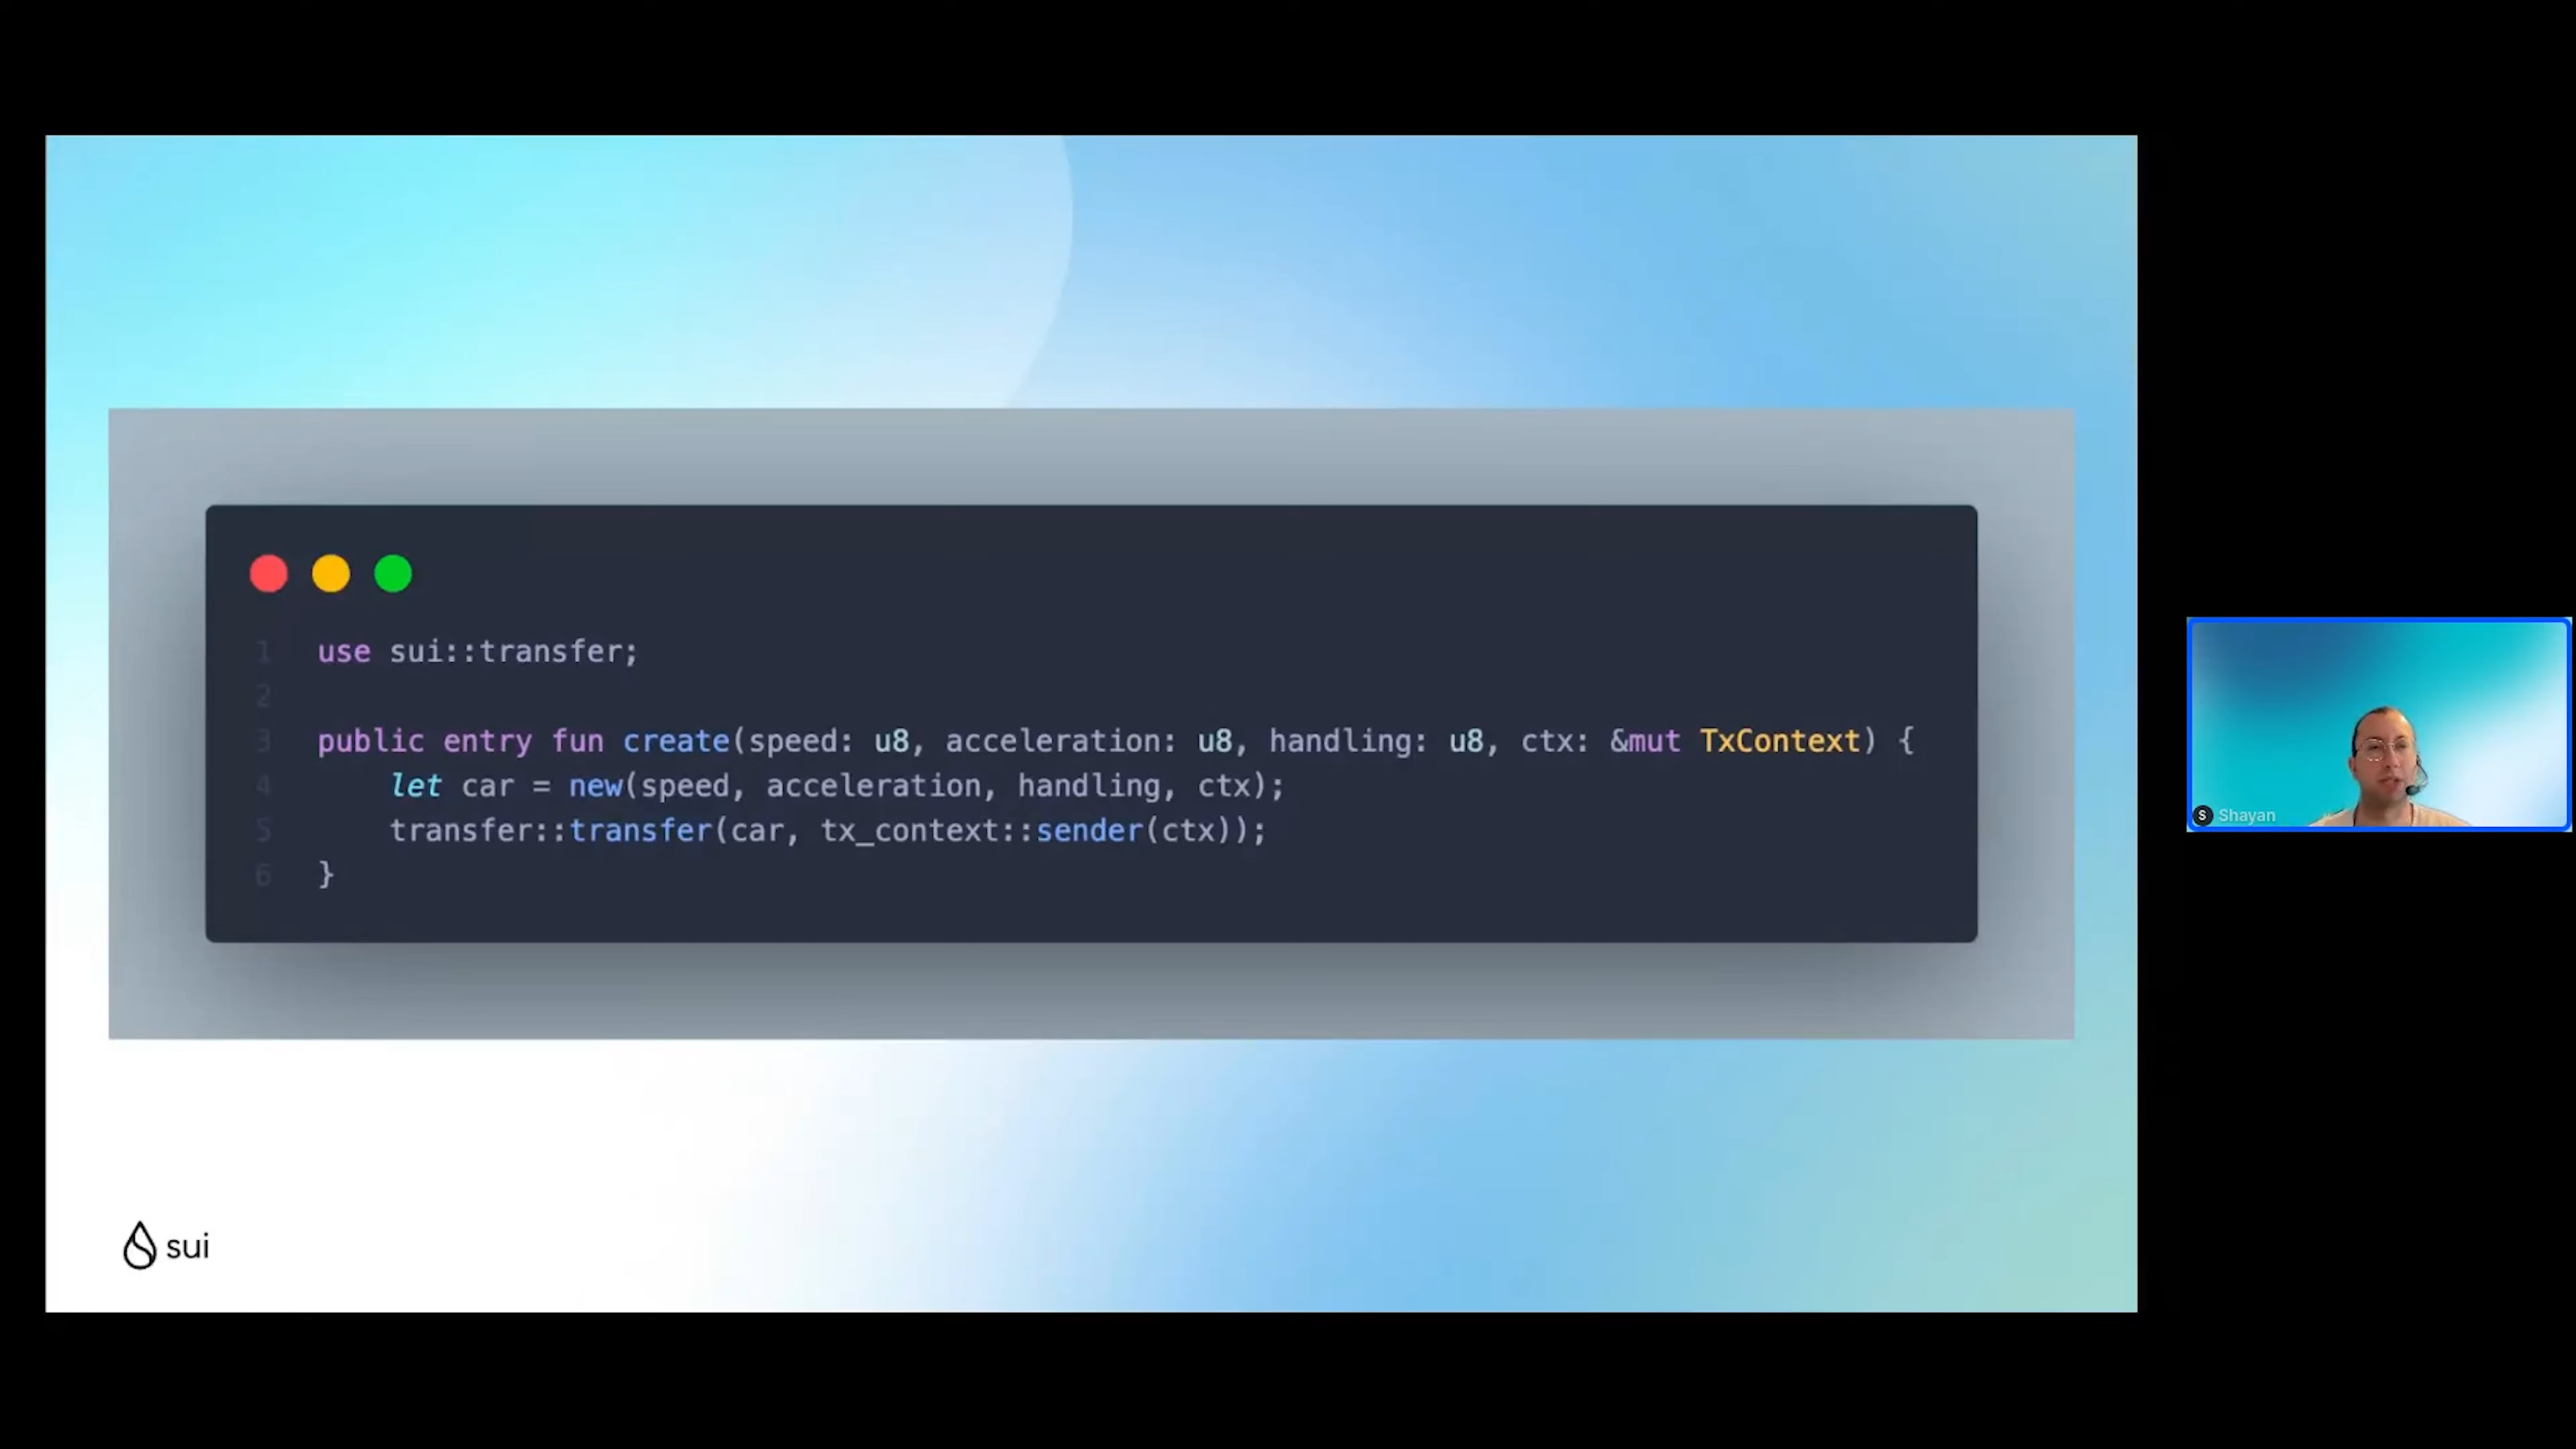 1 use sui::transfer;
2
3 public entry fun create(speed: u8, acceleration: u8, handling: u8, ctx: &mut TxContext) {
4     let car = new(speed, acceleration, handling, ctx);
5     transfer::transfer(car, tx_context::sender(ctx));
6 }
S Shayan
sui